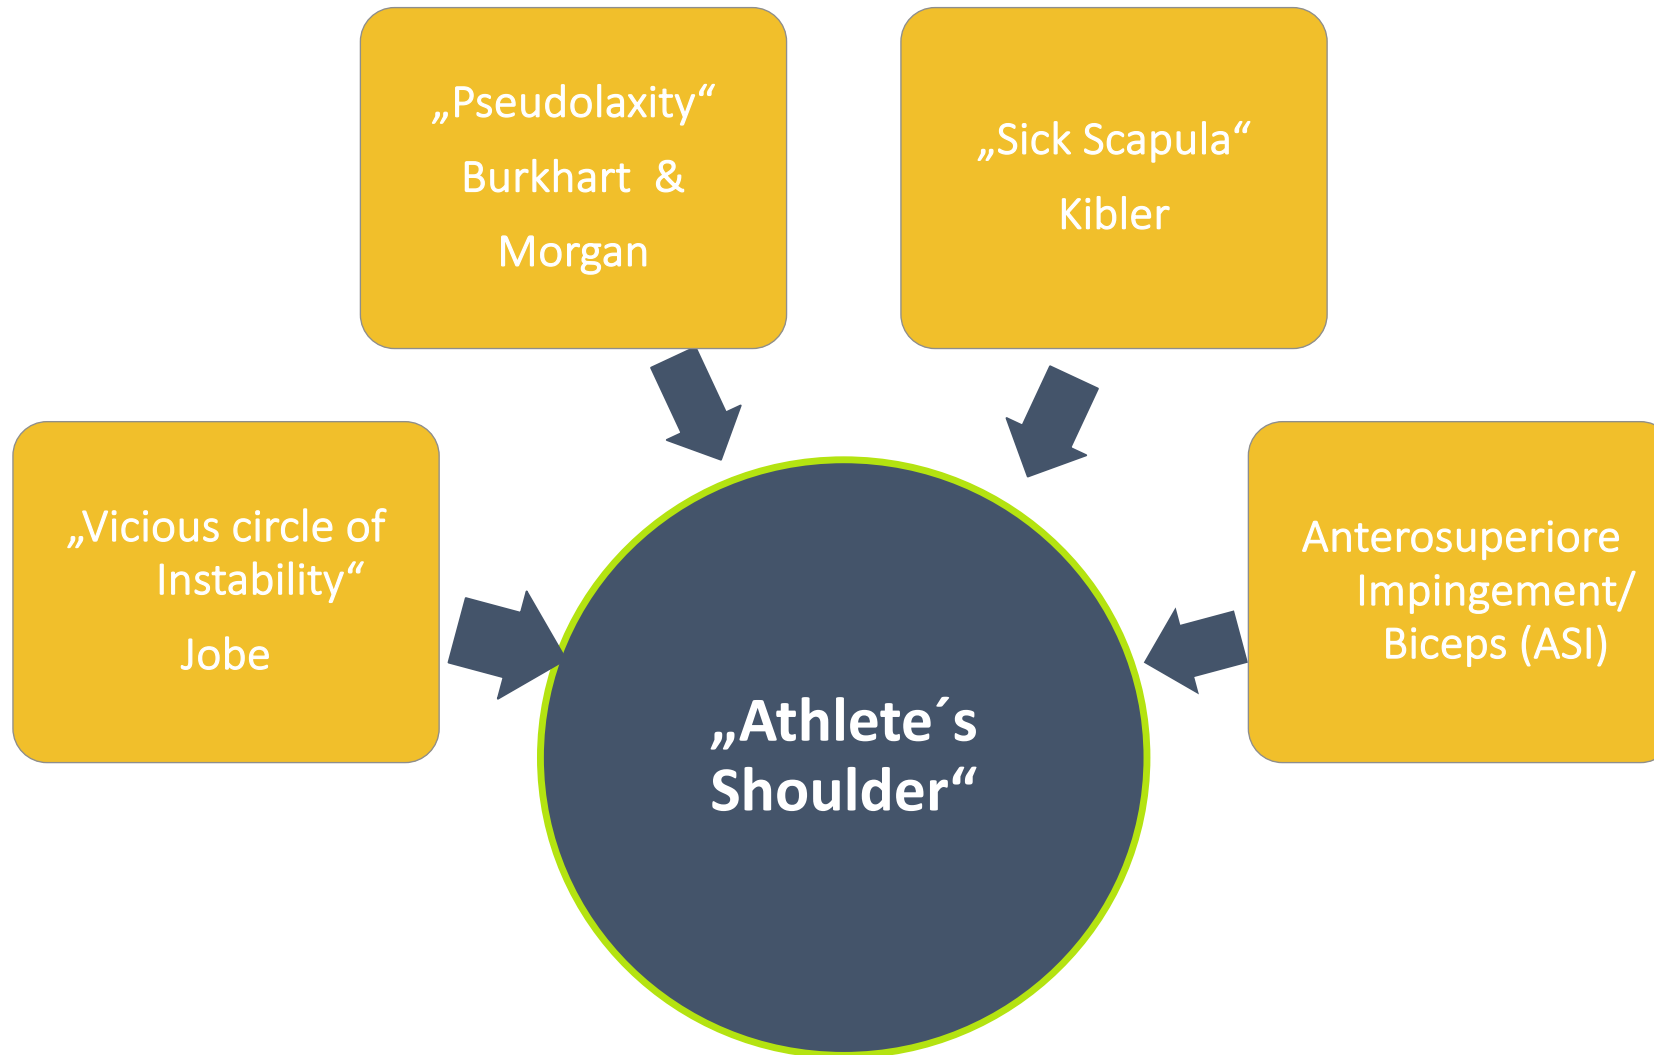 „Pseudolaxity“
Burkhart &
Morgan
„Sick Scapula“
Kibler
„Vicious circle of
Instability“
Jobe
Anterosuperiore
Impingement/
Biceps (ASI)
„Athlete´s
Shoulder“